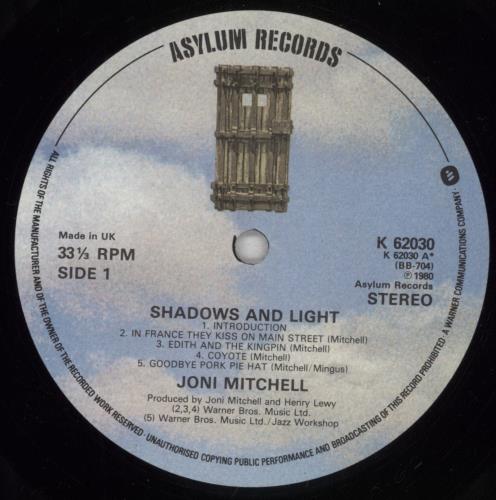 ASYLUM RECORDS
Made in UK
33⅓ RPM
SIDE 1
K 62030
K 62030 A*
(BB-704)
℗ 1980
Asylum Records
STEREO
SHADOWS AND LIGHT
1. INTRODUCTION
2. IN FRANCE THEY KISS ON MAIN STREET (Mitchell)
3. EDITH AND THE KINGPIN (Mitchell)
4. COYOTE (Mitchell)
5. GOODBYE PORK PIE HAT (Mitchell/Mingus)
JONI MITCHELL
Produced by Joni Mitchell and Henry Lewy
(2,3,4) Warner Bros. Music Ltd.
(5) Warner Bros. Music Ltd./Jazz Workshop
ALL RIGHTS OF THE MANUFACTURER AND OF THE OWNER OF THE RECORDED WORK RESERVED · UNAUTHORISED COPYING PUBLIC PERFORMANCE AND BROADCASTING OF THIS RECORD PROHIBITED · A WARNER COMMUNICATIONS COMPANY ·